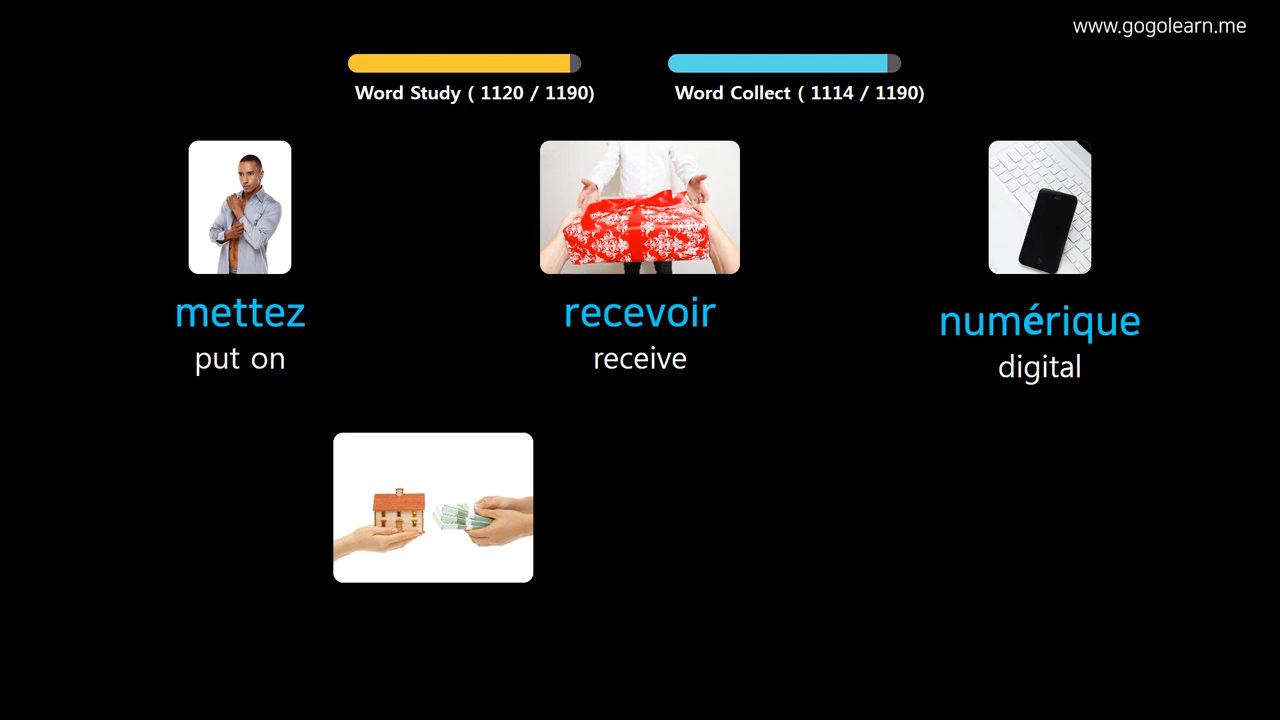 www.gogolearn.me
Word Study ( 1120 / 1190)
Word Collect ( 1114 / 1190)
mettez
put on
recevoir
receive
numérique
digital